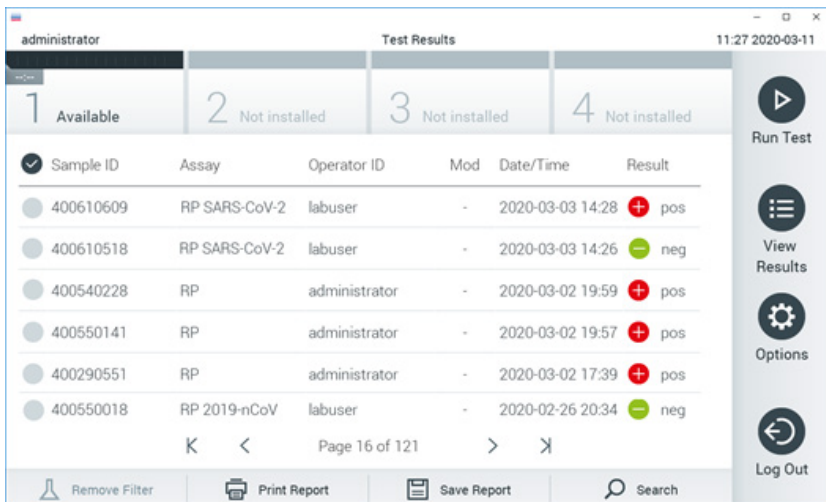 administrator Test Results 11:27 2020-03-11
--:--
1 Available 2 Not installed 3 Not installed 4 Not installed
Run Test
Sample ID Assay Operator ID Mod Date/Time Result
400610609 RP SARS-CoV-2 labuser - 2020-03-03 14:28 pos
400610518 RP SARS-CoV-2 labuser - 2020-03-03 14:26 neg
View
Results
400540228 RP administrator - 2020-03-02 19:59 pos
400550141 RP administrator - 2020-03-02 19:57 pos
Options
400290551 RP administrator - 2020-03-02 17:39 pos
400550018 RP 2019-nCoV labuser - 2020-02-26 20:34 neg
Page 16 of 121
Log Out
Remove Filter Print Report Save Report Search